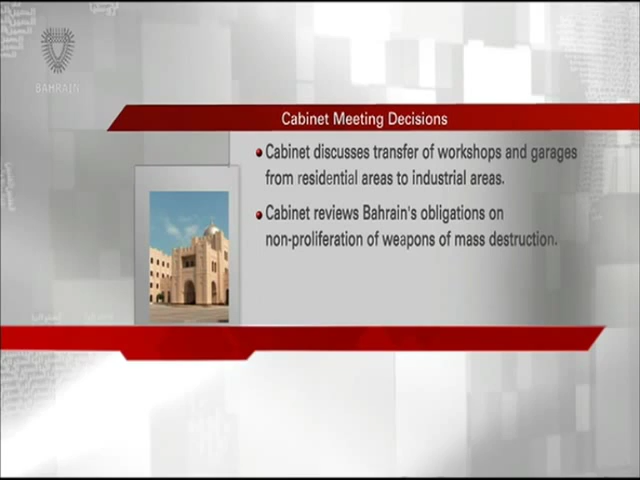 BAHRAIN
Cabinet Meeting Decisions
Cabinet discusses transfer of workshops and garages
from residential areas to industrial areas.
Cabinet reviews Bahrain's obligations on
non-proliferation of weapons of mass destruction.